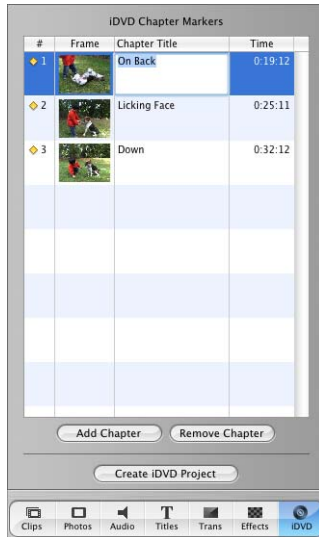 iDVD Chapter Markers
# Frame Chapter Title Time
1 On Back 0:19:12
2 Licking Face 0:25:11
3 Down 0:32:12
Add Chapter Remove Chapter
Create iDVD Project
T
Clips Photos Audio Titles Trans Effects iDVD